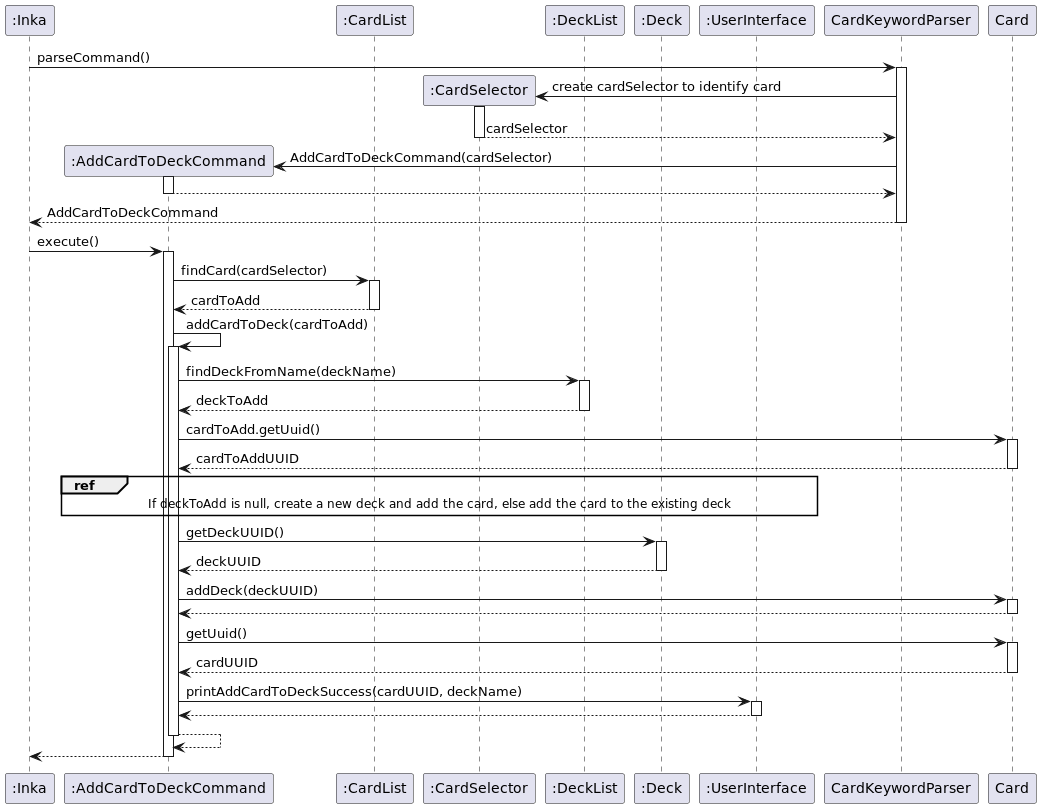 :Inka
:CardList
:DeckList
:Deck
:UserInterface
CardKeywordParser
Card
parseCommand()
:CardSelector
create cardSelector to identify card
cardSelector
:AddCardToDeckCommand
AddCardToDeckCommand(cardSelector)
AddCardToDeckCommand
execute()
findCard(cardSelector)
cardToAdd
addCardToDeck(cardToAdd)
findDeckFromName(deckName)
deckToAdd
cardToAdd.getUuid()
cardToAddUUID
ref
If deckToAdd is null, create a new deck and add the card, else add the card to the existing deck
getDeckUUID()
deckUUID
addDeck(deckUUID)
getUuid()
cardUUID
printAddCardToDeckSuccess(cardUUID, deckName)
:Inka
:AddCardToDeckCommand
:CardList
:CardSelector
:DeckList
:Deck
:UserInterface
CardKeywordParser
Card